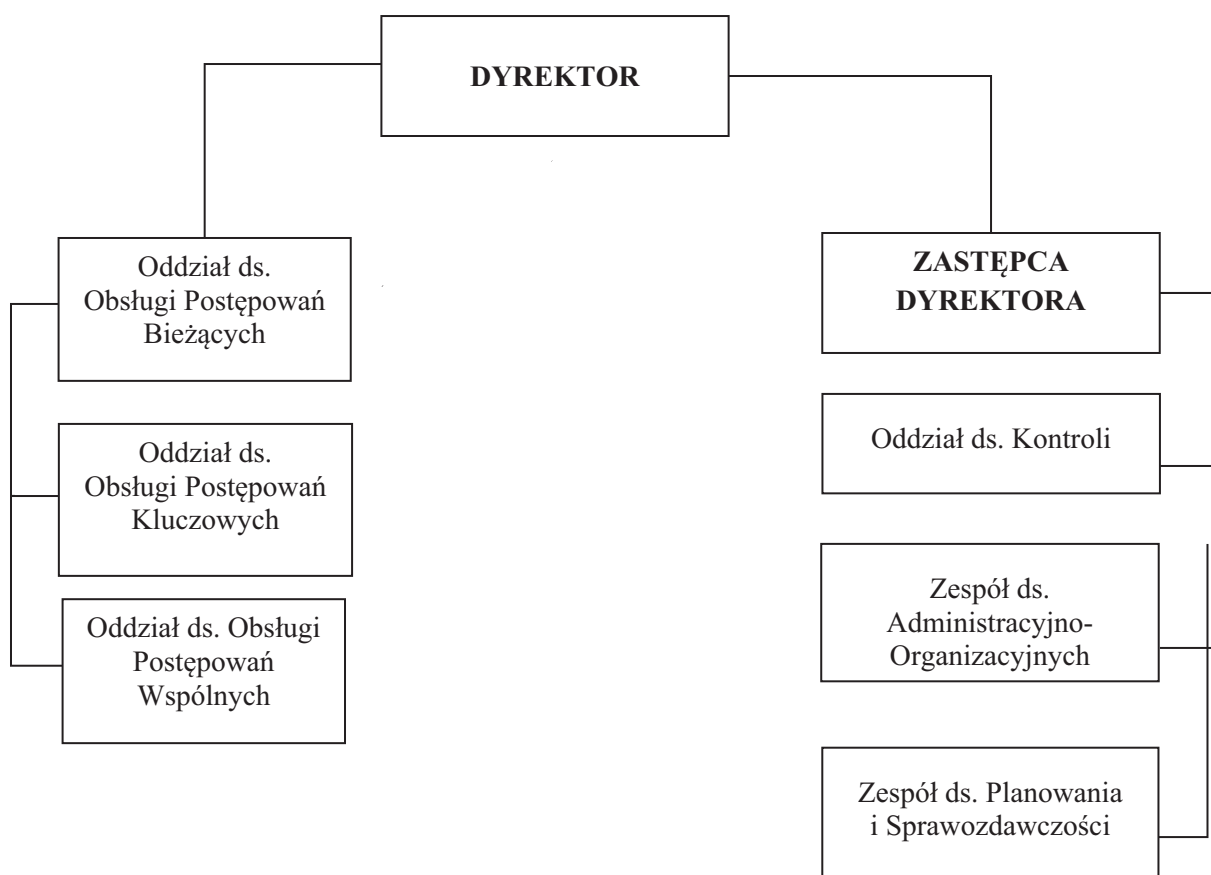 DYREKTOR
Oddział ds.
Obsługi Postępowań
Bieżących
Oddział ds.
Obsługi Postępowań
Kluczowych
Oddział ds. Obsługi
Postępowań
Wspólnych
ZASTĘPCA
DYREKTORA
Oddział ds. Kontroli
Zespół ds.
Administracyjno-
Organizacyjnych
Zespół ds. Planowania
i Sprawozdawczości